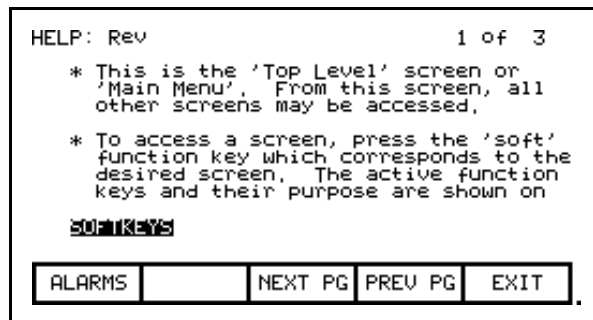 HELP: Rev 1 of 3
* This is the 'Top Level' screen or
'Main Menu'. From this screen, all
other screens may be accessed.
* To access a screen, press the 'soft'
function key which corresponds to the
desired screen. The active function
keys and their purpose are shown on
SOFTKEYS
ALARMS NEXT PG PREV PG EXIT